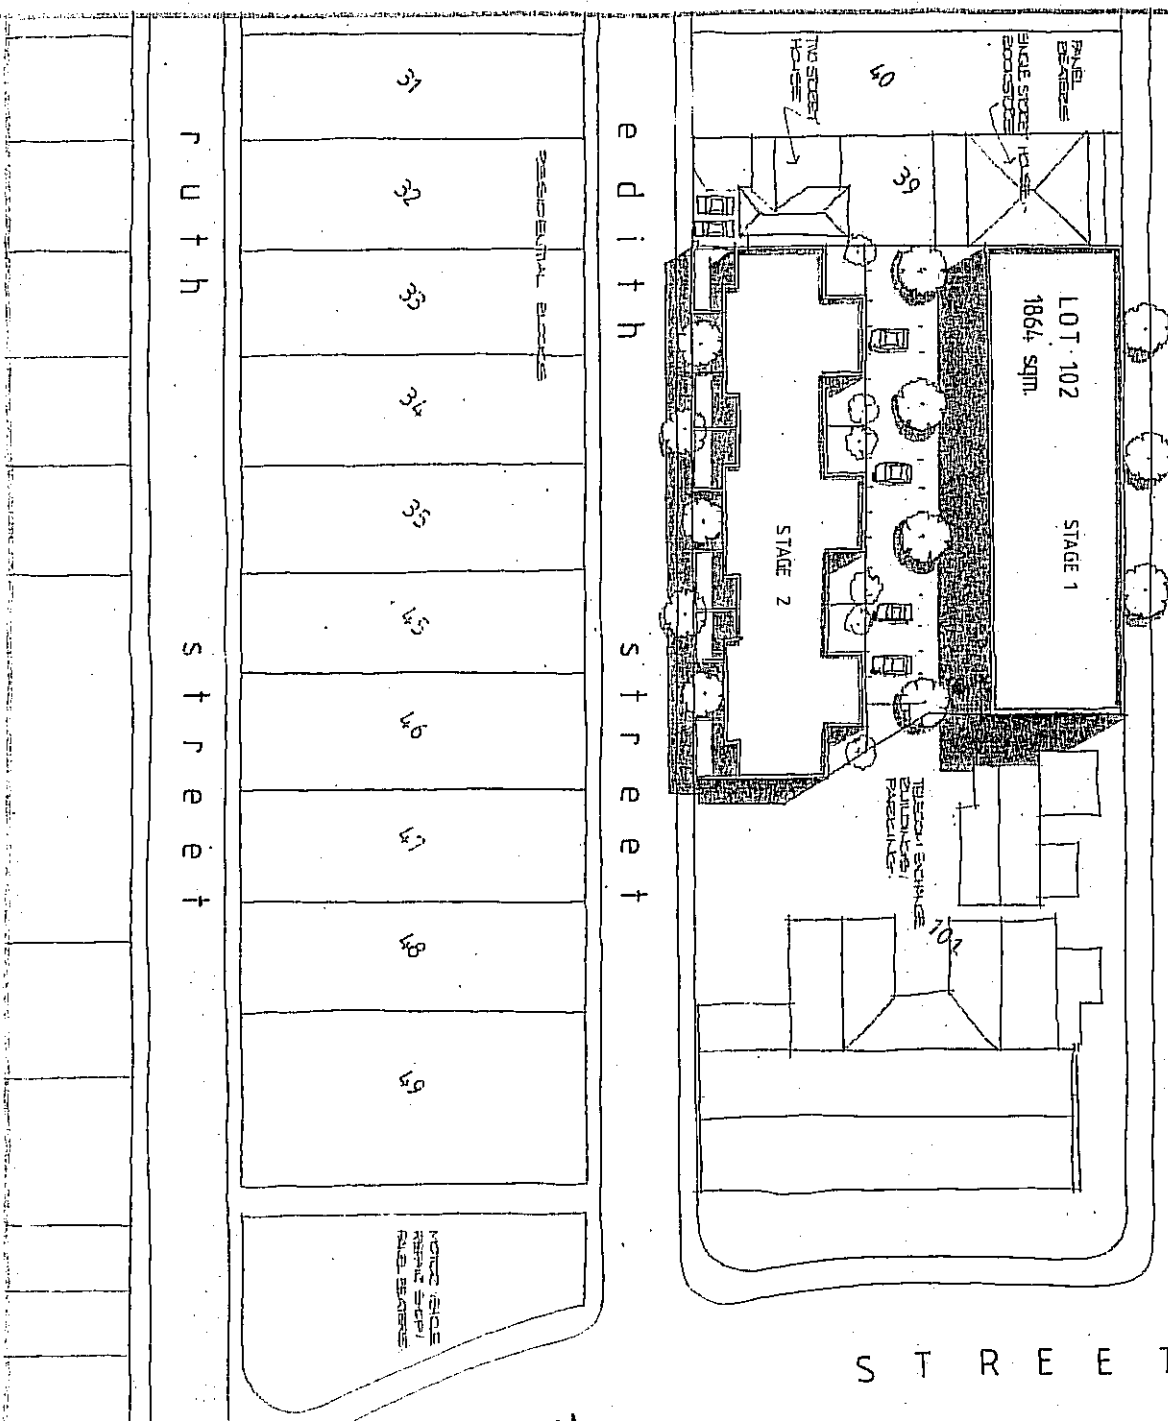 ruth street
31
32
33
34
35
45
46
47
48
49
RESIDENTIAL BLOCKS
MOTOR VEHICLE
REPAIR SHOP/
PANEL BEATERS
edith street
TWO STOREY
HOUSE
40
39
SINGLE STOREY HOUSE
PANEL
BEATERS
LOT 102
1864 sqm.
STAGE 1
STAGE 2
TELECOM EXCHANGE
BUILDINGS/
PARKING
101
STREET